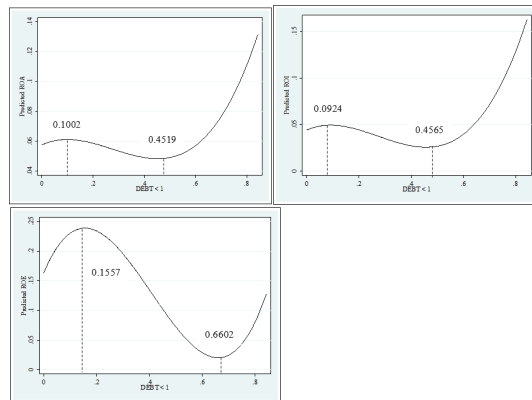 .14
.12
.1
.08
.06
.04
Predicted ROA
0.1002
0.4519
0 .2 .4 .6 .8
DEBT < 1
.15
.1
.05
0
Predicted ROI
0.0924
0.4565
0 .2 .4 .6 .8
DEBT < 1
.25
.2
.15
.1
.05
0
Predicted ROE
0.1557
0.6602
0 .2 .4 .6 .8
DEBT < 1